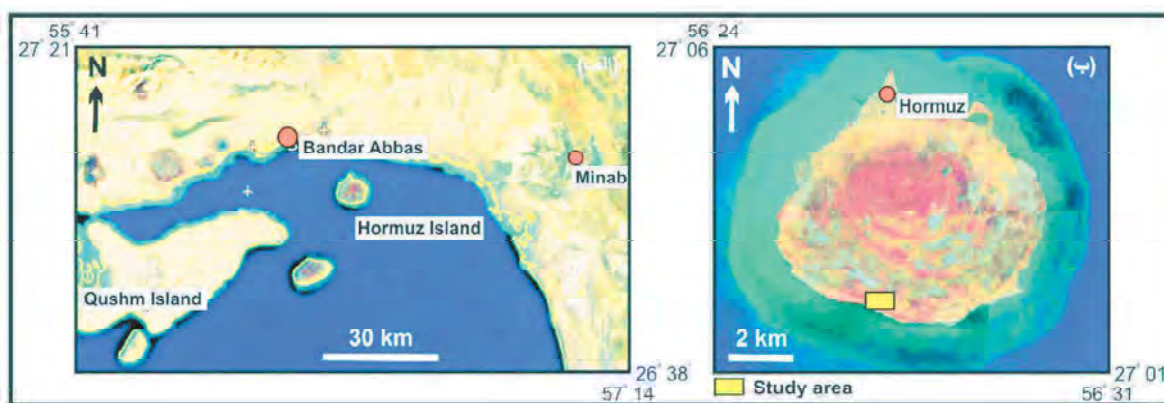 55° 41'
27° 21'
N
(الف)
Bandar Abbas
Minab
Hormuz Island
Qushm Island
30 km
26° 38'
57° 14'
56° 24'
27° 06'
N
(ب)
Hormuz
2 km
27° 01'
56° 31'
Study area